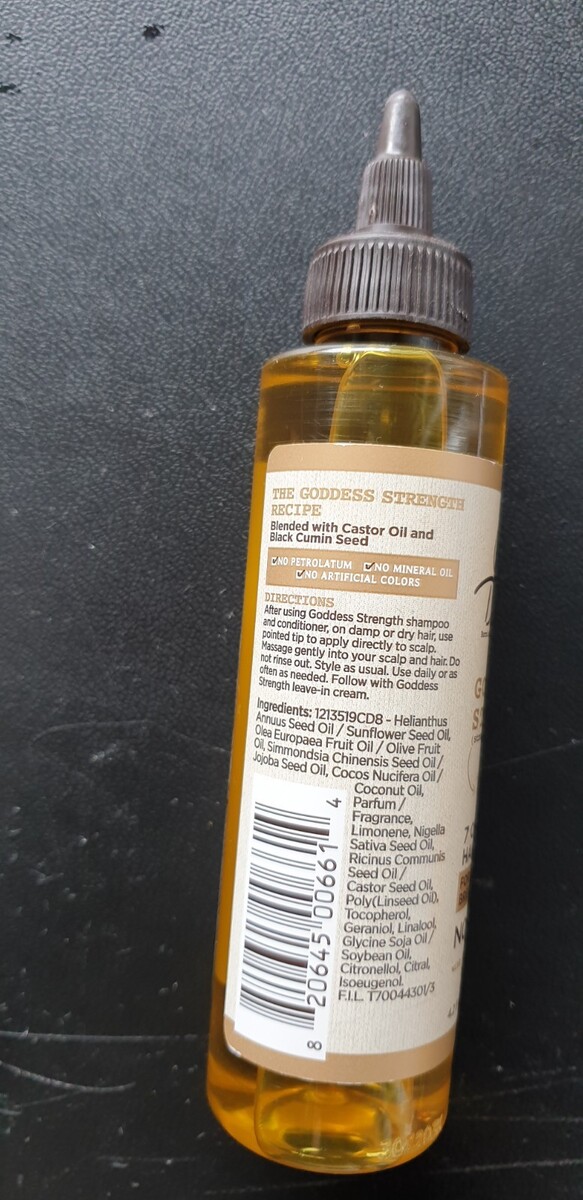 THE GODDESS STRENGTH
RECIPE
Blended with Castor Oil and
Black Cumin Seed
NO PETROLATUM NO MINERAL OIL
NO ARTIFICIAL COLORS
DIRECTIONS
After using Goddess Strength shampoo
and conditioner, on damp or dry hair, use
pointed tip to apply directly to scalp.
Massage gently into your scalp and hair. Do
not rinse out. Style as usual. Use daily or as
often as needed. Follow with Goddess
Strength leave-in cream.
Ingredients: 1213519CD8 - Helianthus
Annuus Seed Oil / Sunflower Seed Oil,
Olea Europaea Fruit Oil / Olive Fruit
Oil, Simmondsia Chinensis Seed Oil /
Jojoba Seed Oil, Cocos Nucifera Oil /
Coconut Oil,
Parfum /
Fragrance,
Limonene, Nigella
Sativa Seed Oil,
Ricinus Communis
Seed Oil /
Castor Seed Oil,
Poly(Linseed Oil),
Tocopherol,
Geraniol, Linalool,
Glycine Soja Oil /
Soybean Oil,
Citronellol, Citral,
Isoeugenol.
F.I.L. T70044301/3
8 20645 00661 4